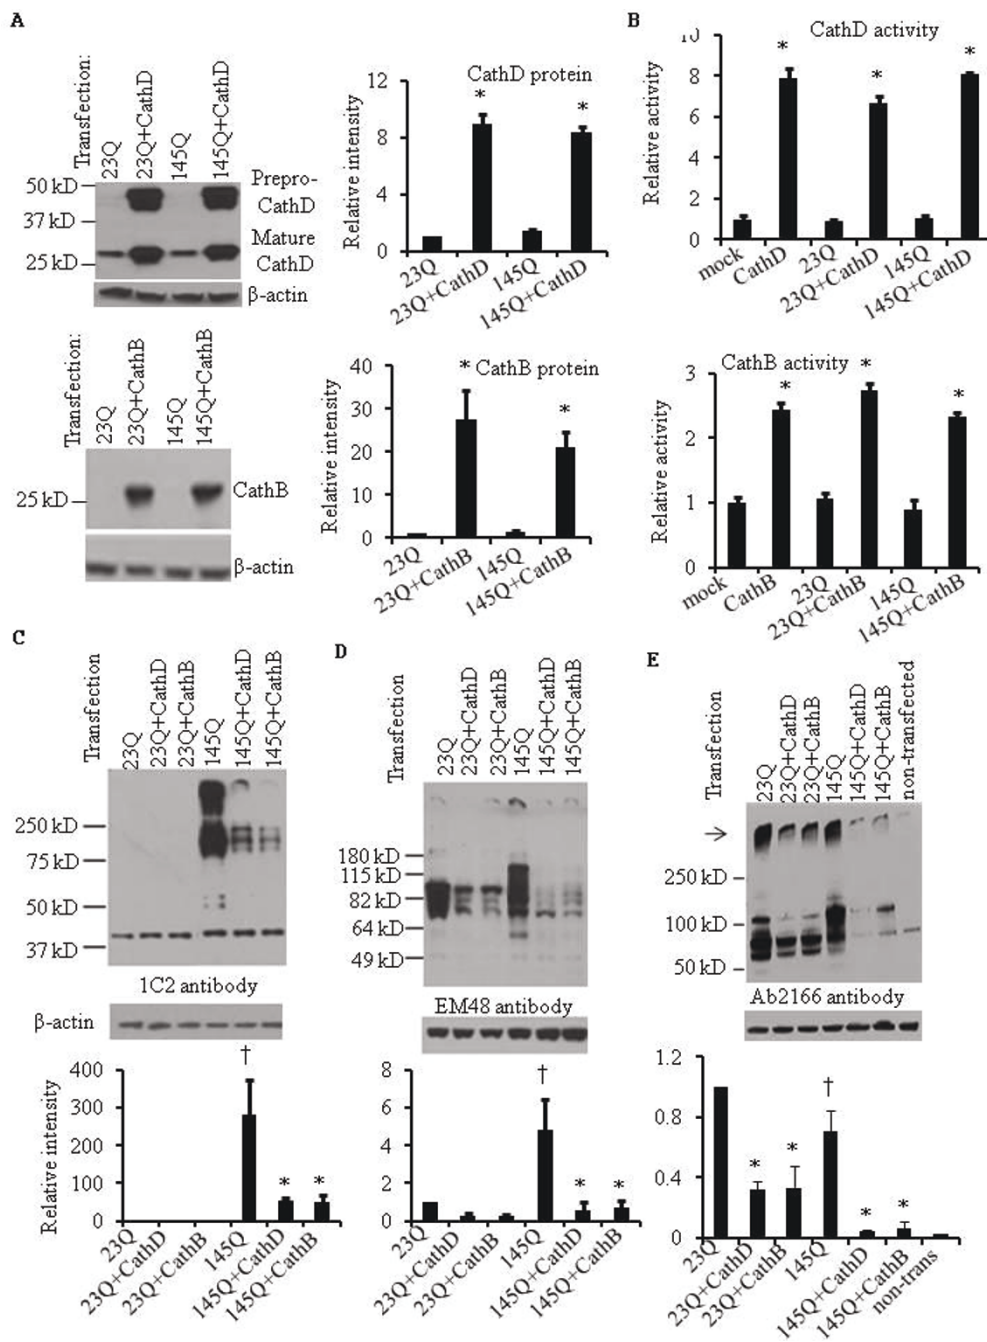 A
Transfection:
23Q
23Q+CathD
145Q
145Q+CathD
50 kD
37 kD
25 kD
Prepro-
CathD
Mature
CathD
β-actin
CathD protein
Relative intensity
12
8
4
0
*
*
23Q
23Q+CathD
145Q
145Q+CathD
B
CathD activity
Relative activity
10
8
6
4
2
0
*
*
*
mock
CathD
23Q
23Q+CathD
145Q
145Q+CathD
Transfection:
23Q
23Q+CathB
145Q
145Q+CathB
25 kD
CathB
β-actin
CathB protein
Relative intensity
40
30
20
10
0
*
*
23Q
23Q+CathB
145Q
145Q+CathB
CathB activity
Relative activity
3
2
1
0
*
*
*
mock
CathB
23Q
23Q+CathB
145Q
145Q+CathB
C
Transfection
23Q
23Q+CathD
23Q+CathB
145Q
145Q+CathD
145Q+CathB
250 kD
75 kD
50 kD
37 kD
1C2 antibody
β-actin
Relative intensity
400
300
200
100
0
†
*
*
23Q
23Q+CathD
23Q+CathB
145Q
145Q+CathD
145Q+CathB
D
Transfection
23Q
23Q+CathD
23Q+CathB
145Q
145Q+CathD
145Q+CathB
180 kD
115 kD
82 kD
64 kD
49 kD
EM48 antibody
8
6
4
2
0
†
*
*
23Q
23Q+CathD
23Q+CathB
145Q
145Q+CathD
145Q+CathB
E
Transfection
23Q
23Q+CathD
23Q+CathB
145Q
145Q+CathD
145Q+CathB
non-transfected
250 kD
100 kD
50 kD
Ab2166 antibody
1.2
0.8
0.4
0
*
*
†
*
*
23Q
23Q+CathD
23Q+CathB
145Q
145Q+CathD
145Q+CathB
non-trans